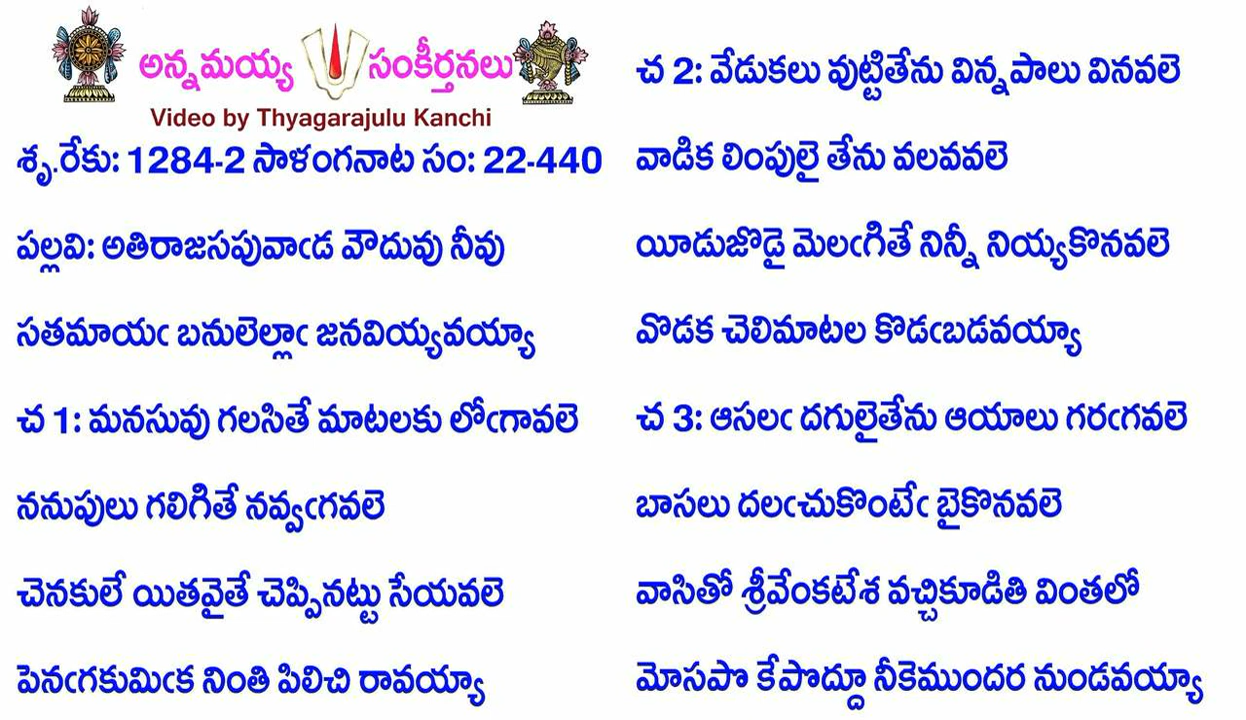 అన్నమయ్య సంకీర్తనలు
Video by Thyagarajulu Kanchi
శృ.రేకు: 1284-2 సాళంగనాట సం: 22-440
పల్లవి: అతిరాజసపువాఁడ వౌదువు నీవు
సతమాయఁ బనులెల్లాఁ జనవియ్యవయ్యా
చ 1: మనసువు గలసితే మాటలకు లోఁగావలె
ననుపులు గలిగితే నవ్వఁగవలె
చెనకులే యితవైతే చెప్పినట్టు సేయవలె
పెనఁగకుమిఁక నింతి పిలిచి రావయ్యా
చ 2: వేడుకలు వుట్టితేను విన్నపాలు వినవలె
వాడిక లింపులై తేను వలవవలె
యీడుజొడై మెలఁగితే నిన్నీ నియ్యకొనవలె
వొడక చెలిమాటల కొడఁబడవయ్యా
చ 3: ఆసలఁ దగులైతేను ఆయాలు గరఁగవలె
బాసలు దలఁచుకొంటేఁ బైకొనవలె
వాసితో శ్రీవేంకటేశ వచ్చికూడితి వింతలో
మోసపొ కేపొద్దూ నీకెముందర నుండవయ్యా